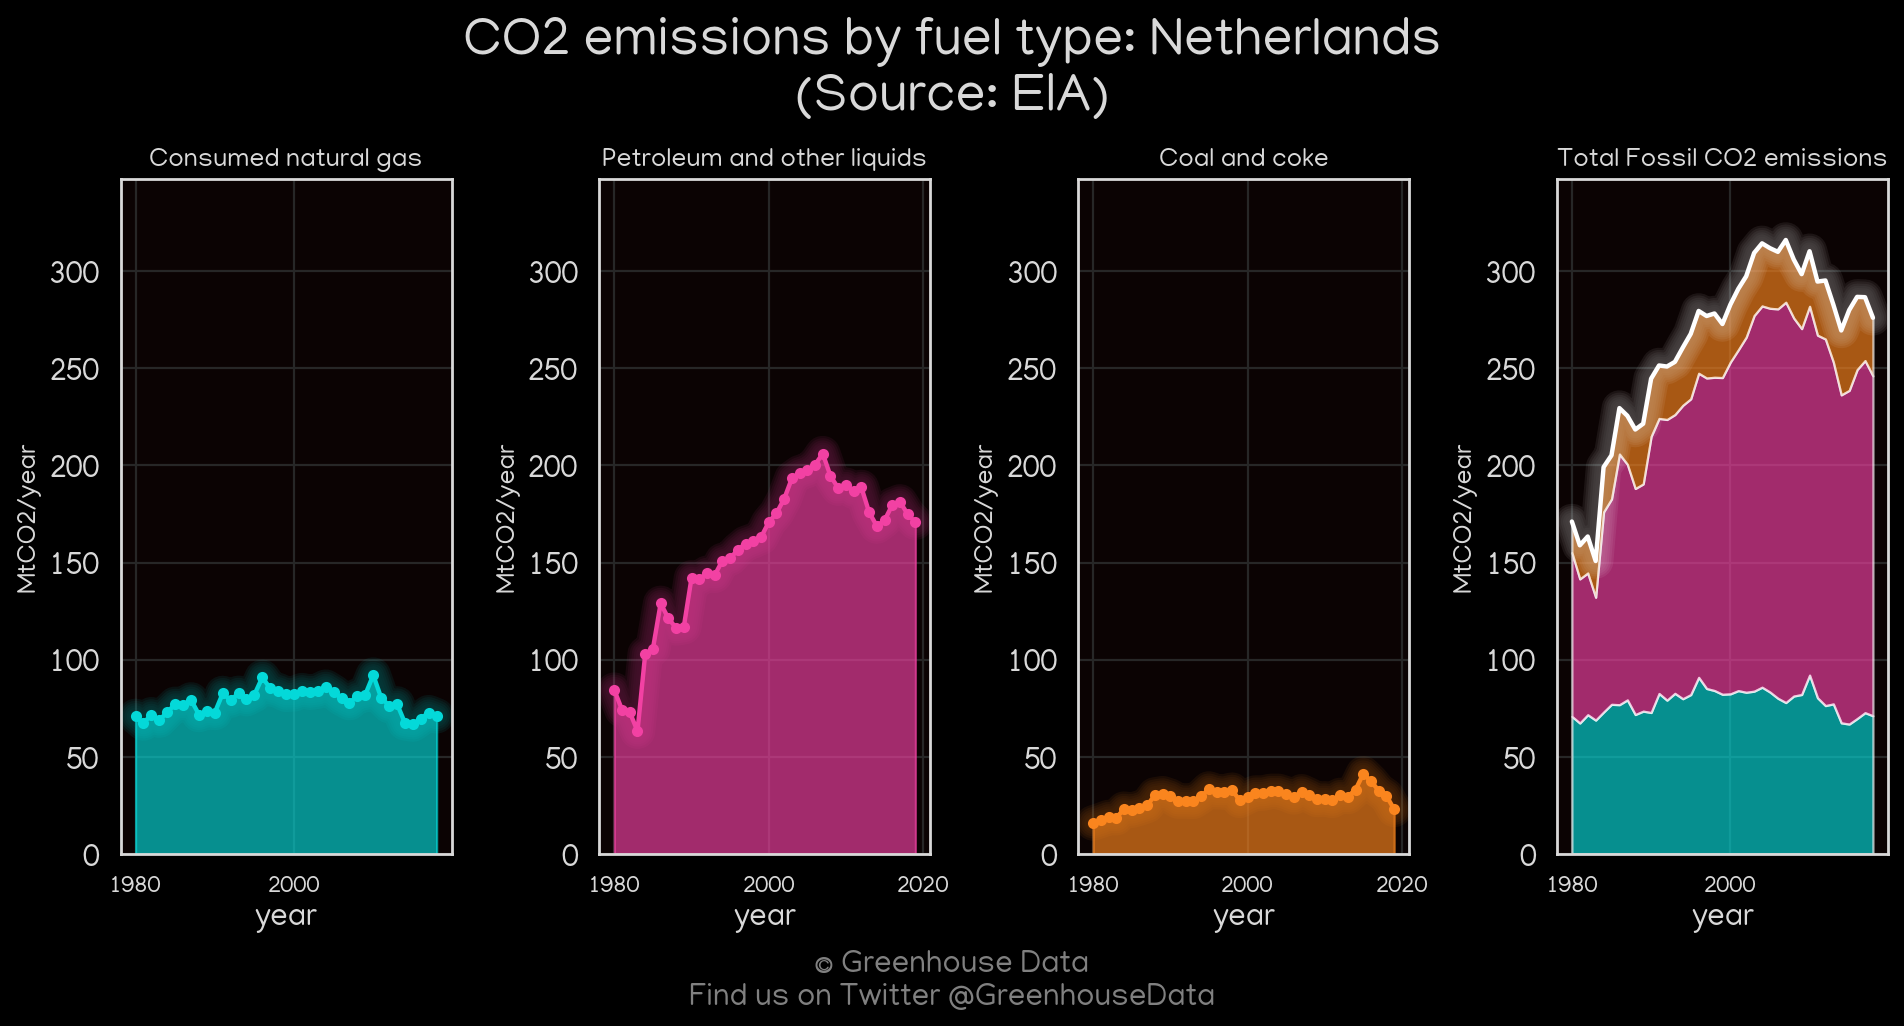 CO2 emissions by fuel type: Netherlands
(Source: EIA)
Consumed natural gas
MtCO2/year
300
250
200
150
100
50
0
1980 2000
year
Petroleum and other liquids
MtCO2/year
300
250
200
150
100
50
0
1980 2000 2020
year
Coal and coke
MtCO2/year
300
250
200
150
100
50
0
1980 2000 2020
year
Total Fossil CO2 emissions
MtCO2/year
300
250
200
150
100
50
0
1980 2000
year
© Greenhouse Data
Find us on Twitter @GreenhouseData